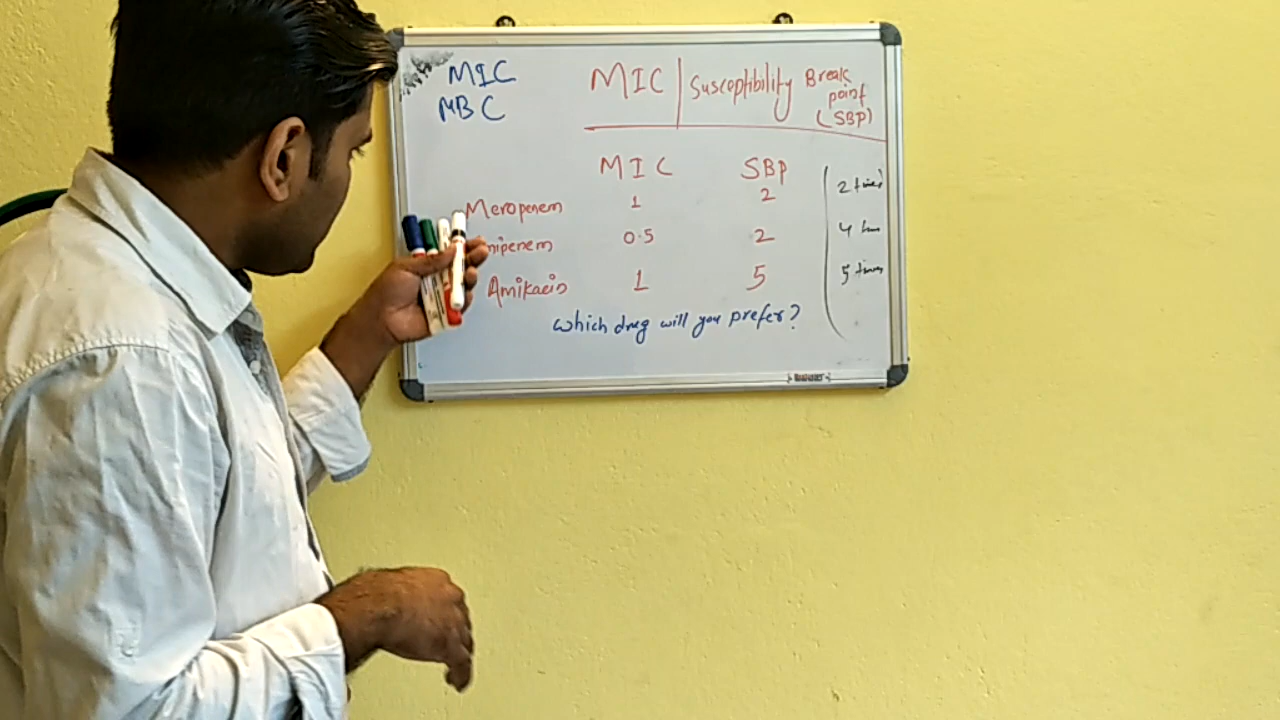 MIC
MBC
MIC | Susceptibility Break point (SBP)
MIC SBP
Meropenem 1 2 2 times
nipenem 0.5 2 4
Amikacin 1 5 5 times
Which drug will you prefer?